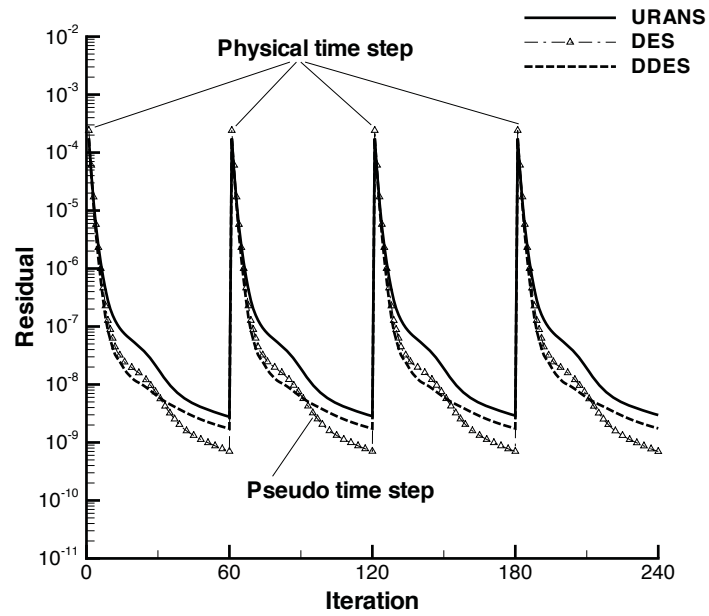 URANS
DES
DDES
Physical time step
10-2
10-3
10-4
10-5
10-6
10-7
10-8
10-9
10-10
10-11
Residual
Pseudo time step
0
60
120
180
240
Iteration